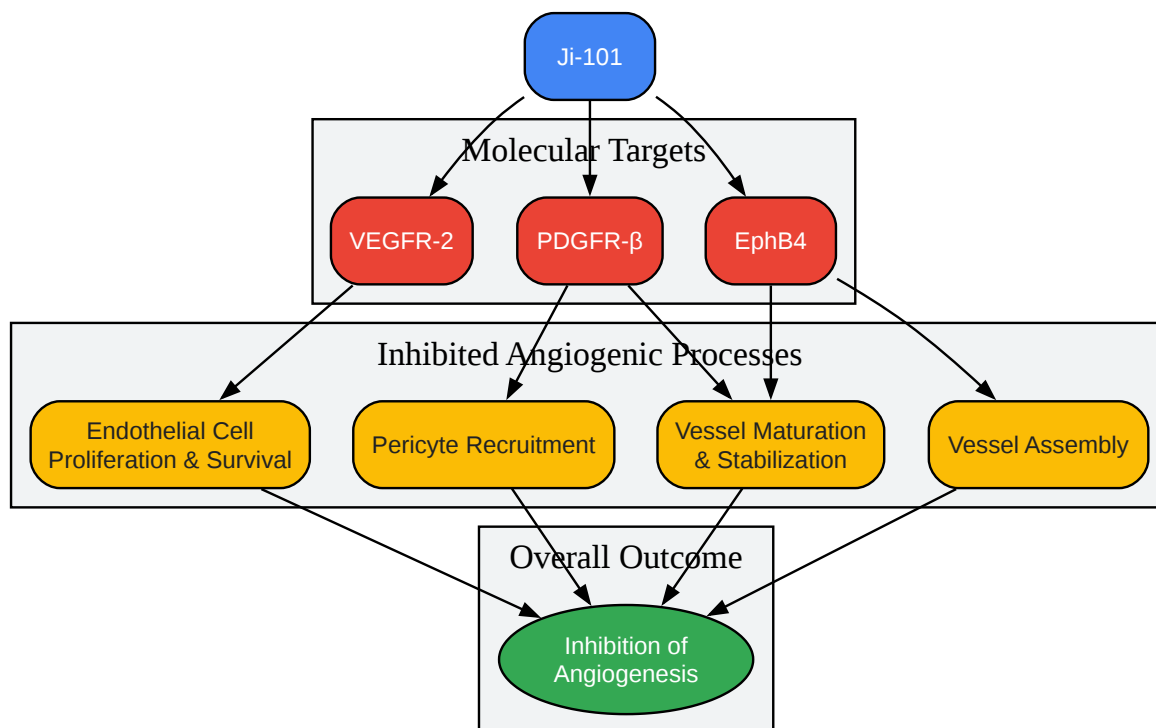 Ji-101
Molecular Targets
VEGFR-2
PDGFR-β
EphB4
Inhibited Angiogenic Processes
Endothelial Cell
Proliferation & Survival
Pericyte Recruitment
Vessel Maturation
& Stabilization
Vessel Assembly
Overall Outcome
Inhibition of
Angiogenesis